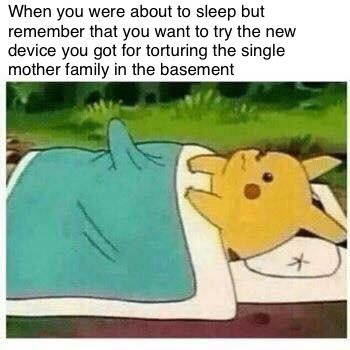 When you were about to sleep but
remember that you want to try the new
device you got for torturing the single
mother family in the basement